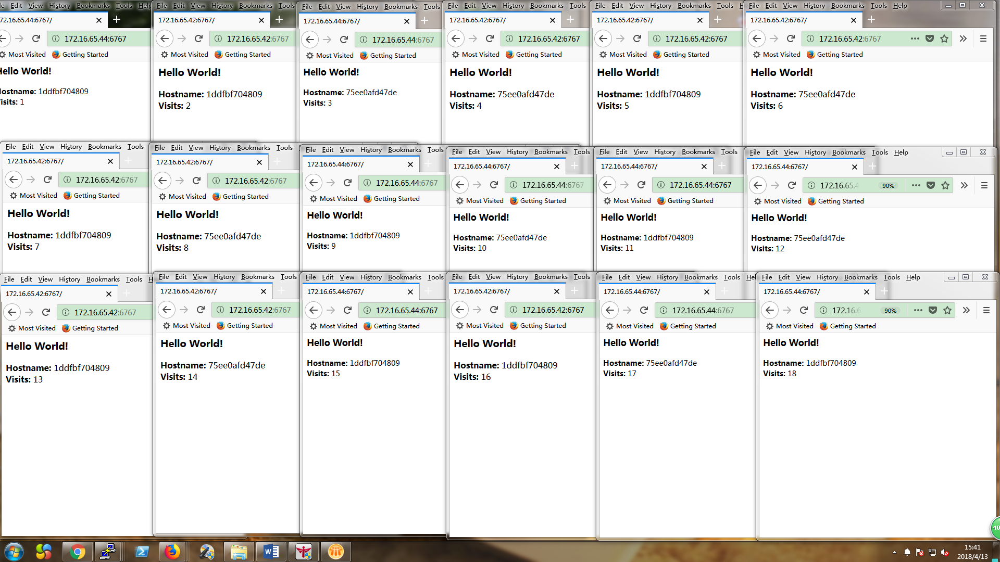 le Edit View History Bookmarks Tools Help
72.16.65.44:6767/
172.16.65.44:6767
Most Visited Getting Started
Hello World!
Hostname: 1ddfbf704809
Visits: 1
File Edit View History Bookmarks Tools
172.16.65.42:6767/
172.16.65.42:6767
Most Visited Getting Started
Hello World!
Hostname: 1ddfbf704809
Visits: 2
File Edit View History Bookmarks Tools
172.16.65.44:6767/
172.16.65.44:6767
Most Visited Getting Started
Hello World!
Hostname: 75ee0afd47de
Visits: 3
File Edit View History Bookmarks Tools
172.16.65.42:6767/
172.16.65.42:6767
Most Visited Getting Started
Hello World!
Hostname: 75ee0afd47de
Visits: 4
File Edit View History Bookmarks Tools H
172.16.65.42:6767/
172.16.65.42:6767
Most Visited Getting Started
Hello World!
Hostname: 1ddfbf704809
Visits: 5
File Edit View History Bookmarks Tools Help
172.16.65.42:6767/
172.16.65.42:6767
Most Visited Getting Started
Hello World!
Hostname: 75ee0afd47de
Visits: 6
File Edit View History Bookmarks Tools
172.16.65.42:6767/
172.16.65.42:6767
Most Visited Getting Started
Hello World!
Hostname: 1ddfbf704809
Visits: 7
File Edit View History Bookmarks Tools
172.16.65.42:6767/
172.16.65.42:6767
Most Visited Getting Started
Hello World!
Hostname: 75ee0afd47de
Visits: 8
File Edit View History Bookmarks Tools
172.16.65.44:6767/
172.16.65.44:6767
Most Visited Getting Started
Hello World!
Hostname: 1ddfbf704809
Visits: 9
File Edit View History Bookmarks Tools
172.16.65.44:6767/
172.16.65.44:6767
Most Visited Getting Started
Hello World!
Hostname: 75ee0afd47de
Visits: 10
File Edit View History Bookmarks Tools
172.16.65.44:6767/
172.16.65.44:6767
Most Visited Getting Started
Hello World!
Hostname: 1ddfbf704809
Visits: 11
File Edit View History Bookmarks Tools Help
172.16.65.44:6767/
172.16.65.4 90%
Most Visited Getting Started
Hello World!
Hostname: 75ee0afd47de
Visits: 12
File Edit View History Bookmarks Tools H
172.16.65.42:6767/
172.16.65.42:6767
Most Visited Getting Started
Hello World!
Hostname: 1ddfbf704809
Visits: 13
File Edit View History Bookmarks Tools
172.16.65.42:6767/
172.16.65.42:6767
Most Visited Getting Started
Hello World!
Hostname: 75ee0afd47de
Visits: 14
File Edit View History Bookmarks Tools
172.16.65.44:6767/
172.16.65.44:6767
Most Visited Getting Started
Hello World!
Hostname: 1ddfbf704809
Visits: 15
File Edit View History Bookmarks Tools
172.16.65.42:6767/
172.16.65.42:6767
Most Visited Getting Started
Hello World!
Hostname: 1ddfbf704809
Visits: 16
File Edit View History Bookmarks Tools Hel
172.16.65.44:6767/
172.16.65.44:6767
Most Visited Getting Started
Hello World!
Hostname: 75ee0afd47de
Visits: 17
File Edit View History Bookmarks Tools Help
172.16.65.44:6767/
172.16.6 90%
Most Visited Getting Started
Hello World!
Hostname: 1ddfbf704809
Visits: 18
40
15:41
2018/4/13